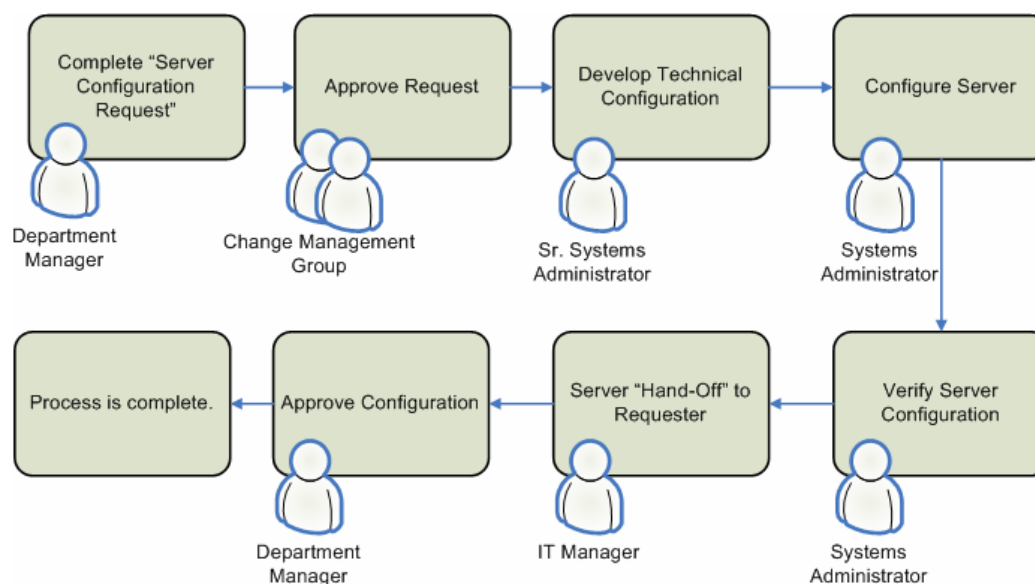 Complete “Server
Configuration
Request”
Department
Manager
Approve Request
Change Management
Group
Develop Technical
Configuration
Sr. Systems
Administrator
Configure Server
Systems
Administrator
Verify Server
Configuration
Systems
Administrator
Server “Hand-Off” to
Requester
IT Manager
Approve Configuration
Department
Manager
Process is complete.